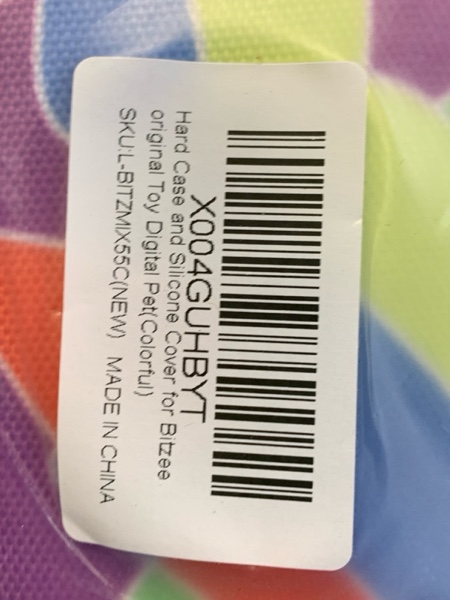 X004GUHBYT
Hard Case and Silicone Cover for Bitzee
original Toy Digital Pet(Colorful)
SKU:L-BITZMIX55C(NEW) MADE IN CHINA